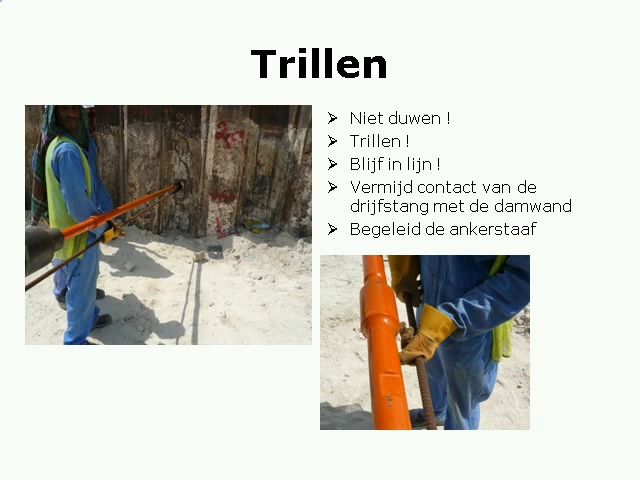 Trillen
➢ Niet duwen !
➢ Trillen !
➢ Blijf in lijn !
➢ Vermijd contact van de
drijfstang met de damwand
➢ Begeleid de ankerstaaf